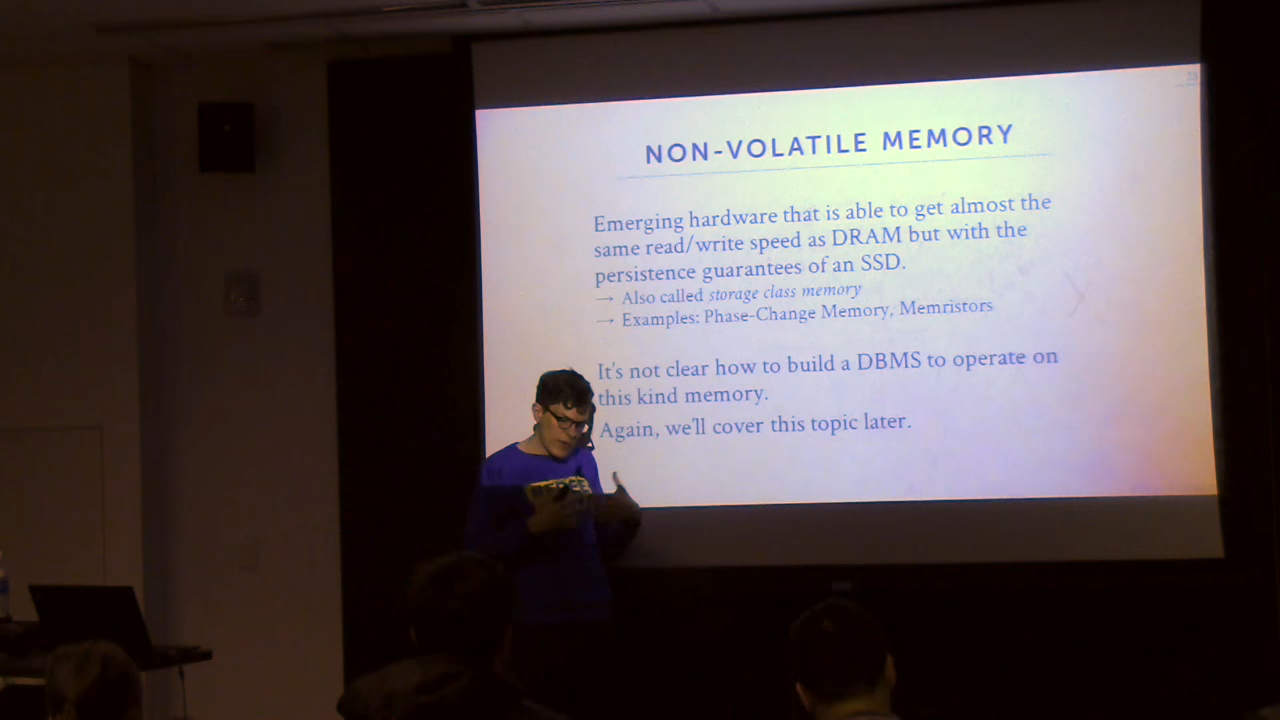 NON-VOLATILE MEMORY
Emerging hardware that is able to get almost the
same read/write speed as DRAM but with the
persistence guarantees of an SSD.
→ Also called storage class memory
→ Examples: Phase-Change Memory, Memristors
It's not clear how to build a DBMS to operate on
this kind memory.
Again, we'll cover this topic later.